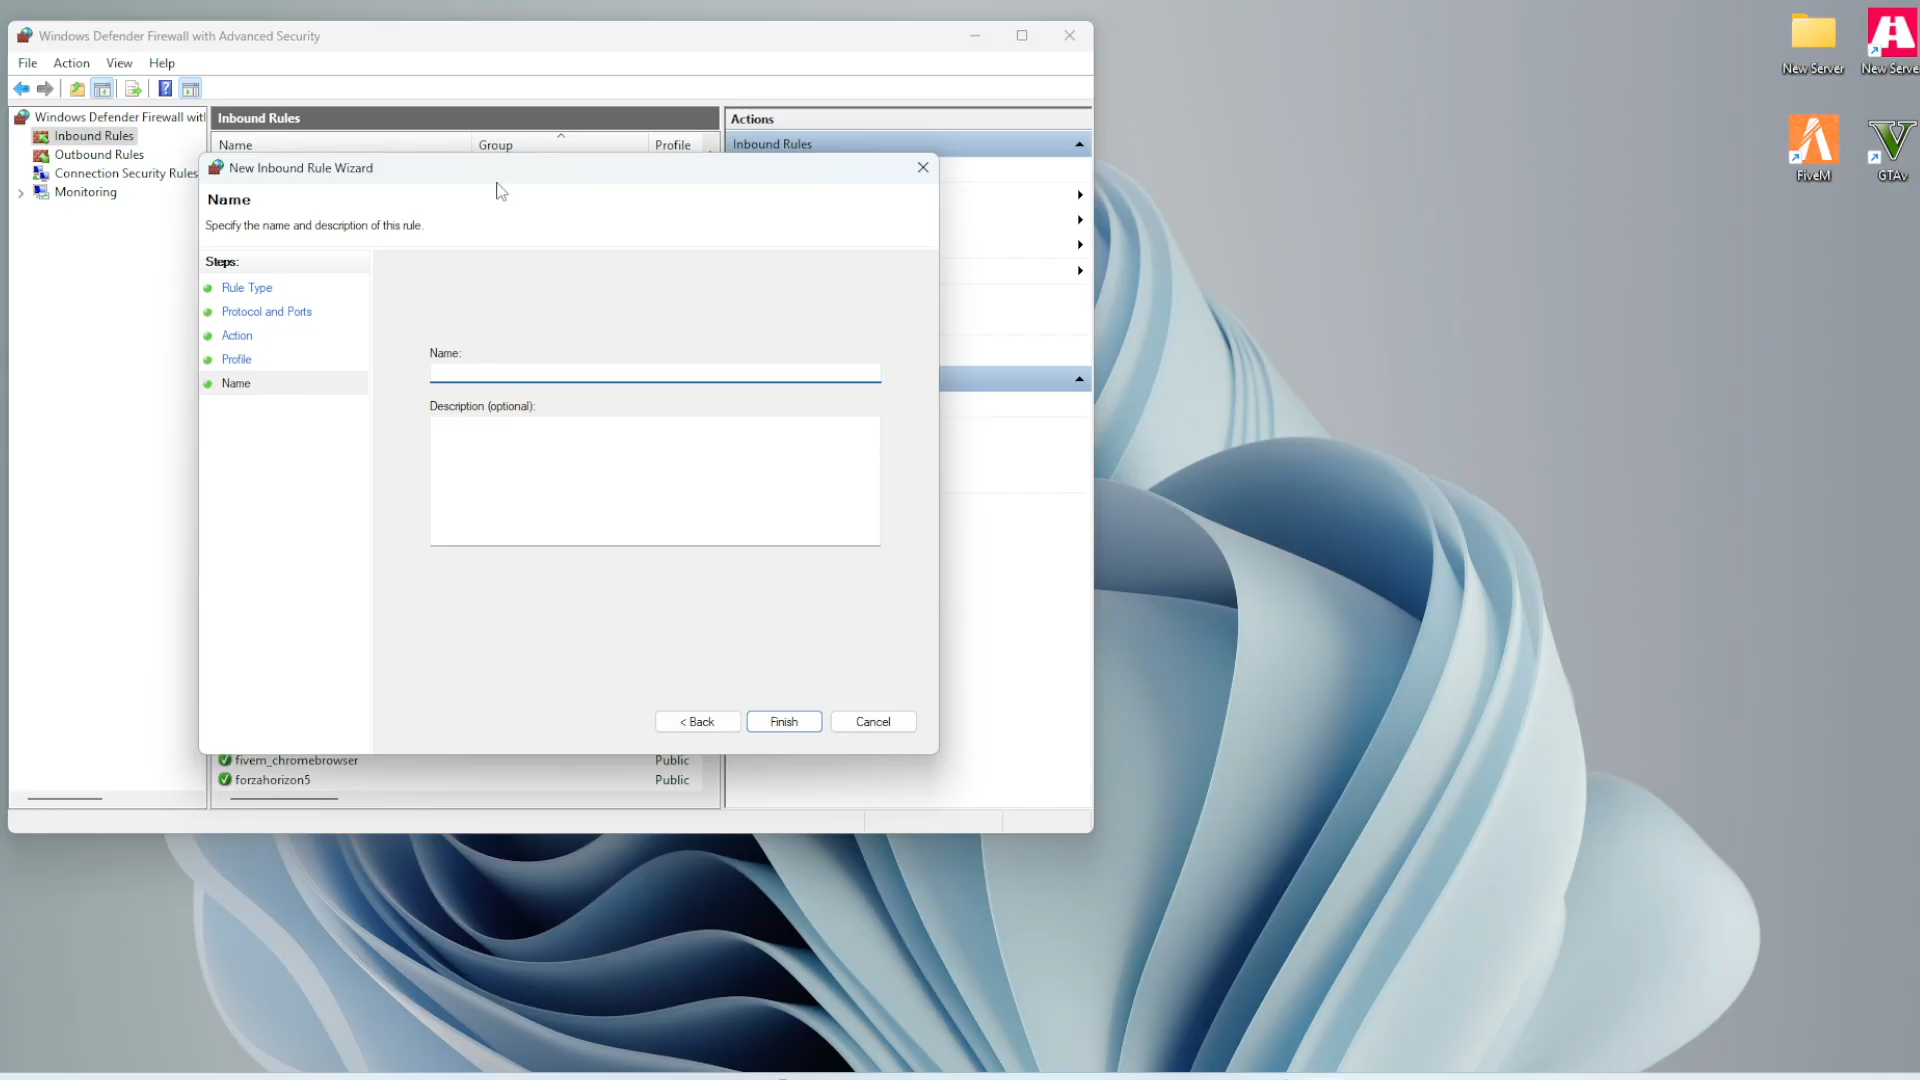 Windows Defender Firewall with Advanced Security
File Action View Help
Windows Defender Firewall wit
Inbound Rules
Outbound Rules
Connection Security Rules
Monitoring
Inbound Rules
Name Group Profile
Actions
Inbound Rules
New Inbound Rule Wizard
Name
Specify the name and description of this rule.
Steps:
Rule Type
Protocol and Ports
Action
Profile
Name
Name:
Description (optional):
< Back Finish Cancel
fivem_chromebrowser Public
forzahorizon5 Public
New Server
New Serve
FiveM
GTAv